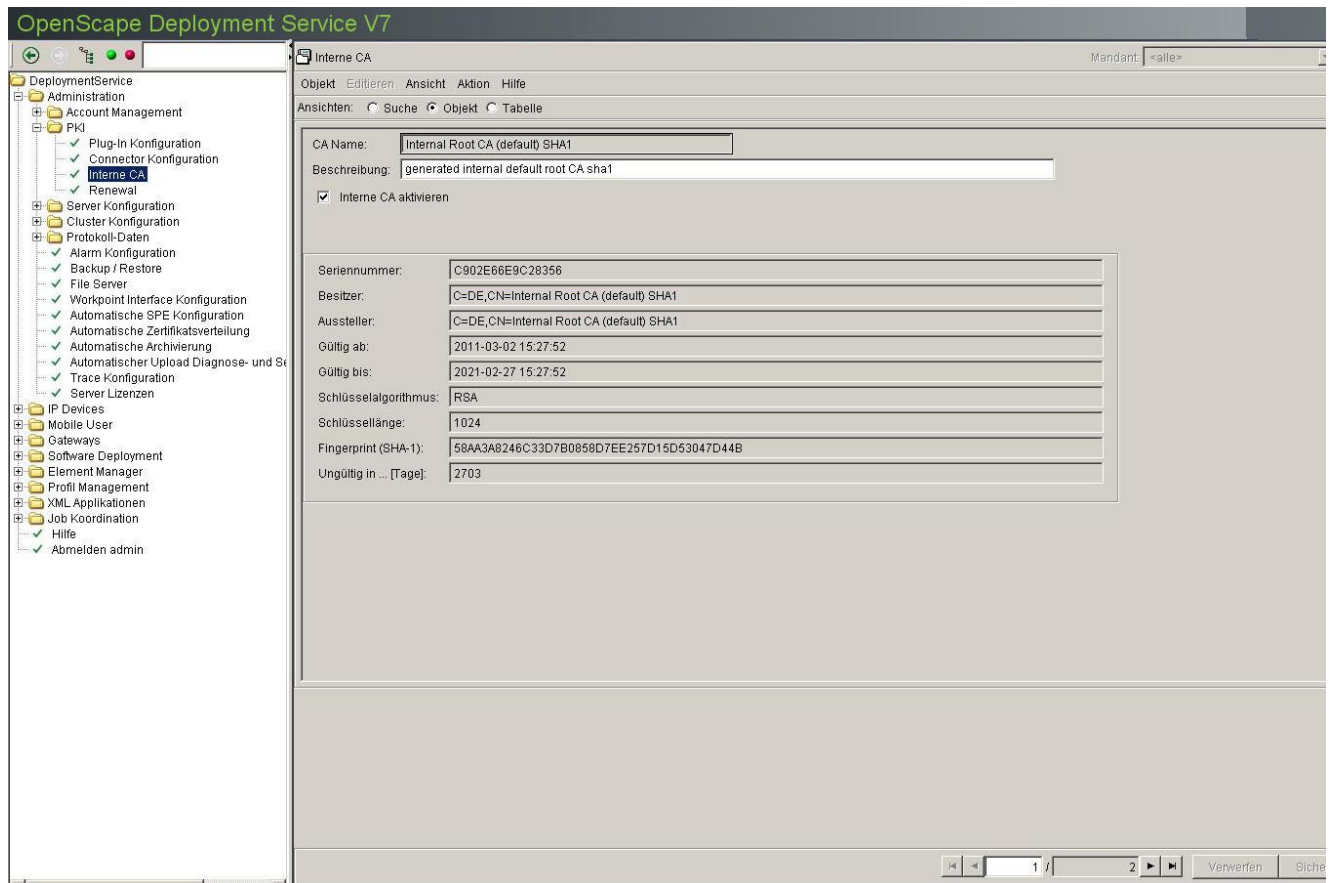 OpenScape Deployment Service V7
DeploymentService
Administration
Account Management
PKI
Plug-In Konfiguration
Connector Konfiguration
Interne CA
Renewal
Server Konfiguration
Cluster Konfiguration
Protokoll-Daten
Alarm Konfiguration
Backup / Restore
File Server
Workpoint Interface Konfiguration
Automatische SPE Konfiguration
Automatische Zertifikatsverteilung
Automatische Archivierung
Automatischer Upload Diagnose- und Se
Trace Konfiguration
Server Lizenzen
IP Devices
Mobile User
Gateways
Software Deployment
Element Manager
Profil Management
XML Applikationen
Job Koordination
Hilfe
Abmelden admin
Interne CA
Mandant: <alle>
Objekt Editieren Ansicht Aktion Hilfe
Ansichten: Suche Objekt Tabelle
CA Name: Internal Root CA (default) SHA1
Beschreibung: generated internal default root CA sha1
Interne CA aktivieren
Seriennummer: C902E66E9C28356
Besitzer: C=DE,CN=Internal Root CA (default) SHA1
Aussteller: C=DE,CN=Internal Root CA (default) SHA1
Gültig ab: 2011-03-02 15:27:52
Gültig bis: 2021-02-27 15:27:52
Schlüsselalgorithmus: RSA
Schlüssellänge: 1024
Fingerprint (SHA-1): 58AA3A8246C33D7B0858D7EE257D15D53047D44B
Ungültig in ... [Tage]: 2703
1 / 2 Verwerfen Siche